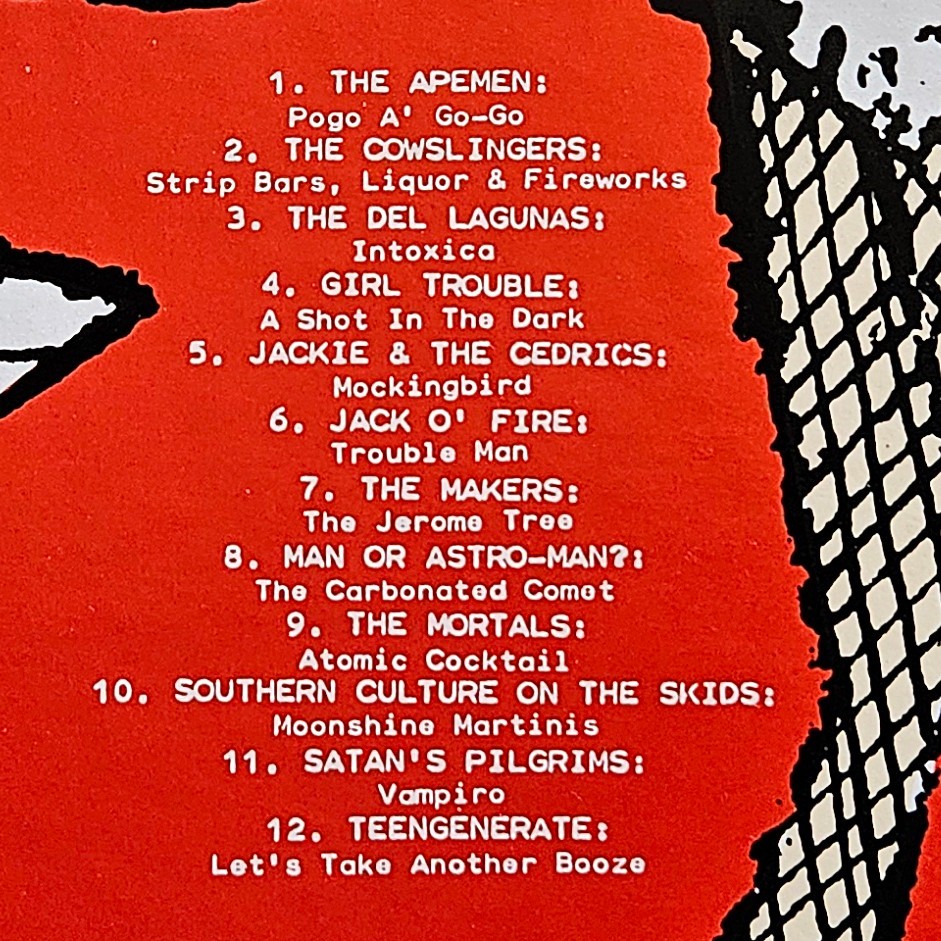 1. THE APEMEN:
Pogo A' Go-Go
2. THE COWSLINGERS:
Strip Bars, Liquor & Fireworks
3. THE DEL LAGUNAS:
Intoxica
4. GIRL TROUBLE:
A Shot In The Dark
5. JACKIE & THE CEDRICS:
Mockingbird
6. JACK O' FIRE:
Trouble Man
7. THE MAKERS:
The Jerome Tree
8. MAN OR ASTRO-MAN?:
The Carbonated Comet
9. THE MORTALS:
Atomic Cocktail
10. SOUTHERN CULTURE ON THE SKIDS:
Moonshine Martinis
11. SATAN'S PILGRIMS:
Vampiro
12. TEENGENERATE:
Let's Take Another Booze